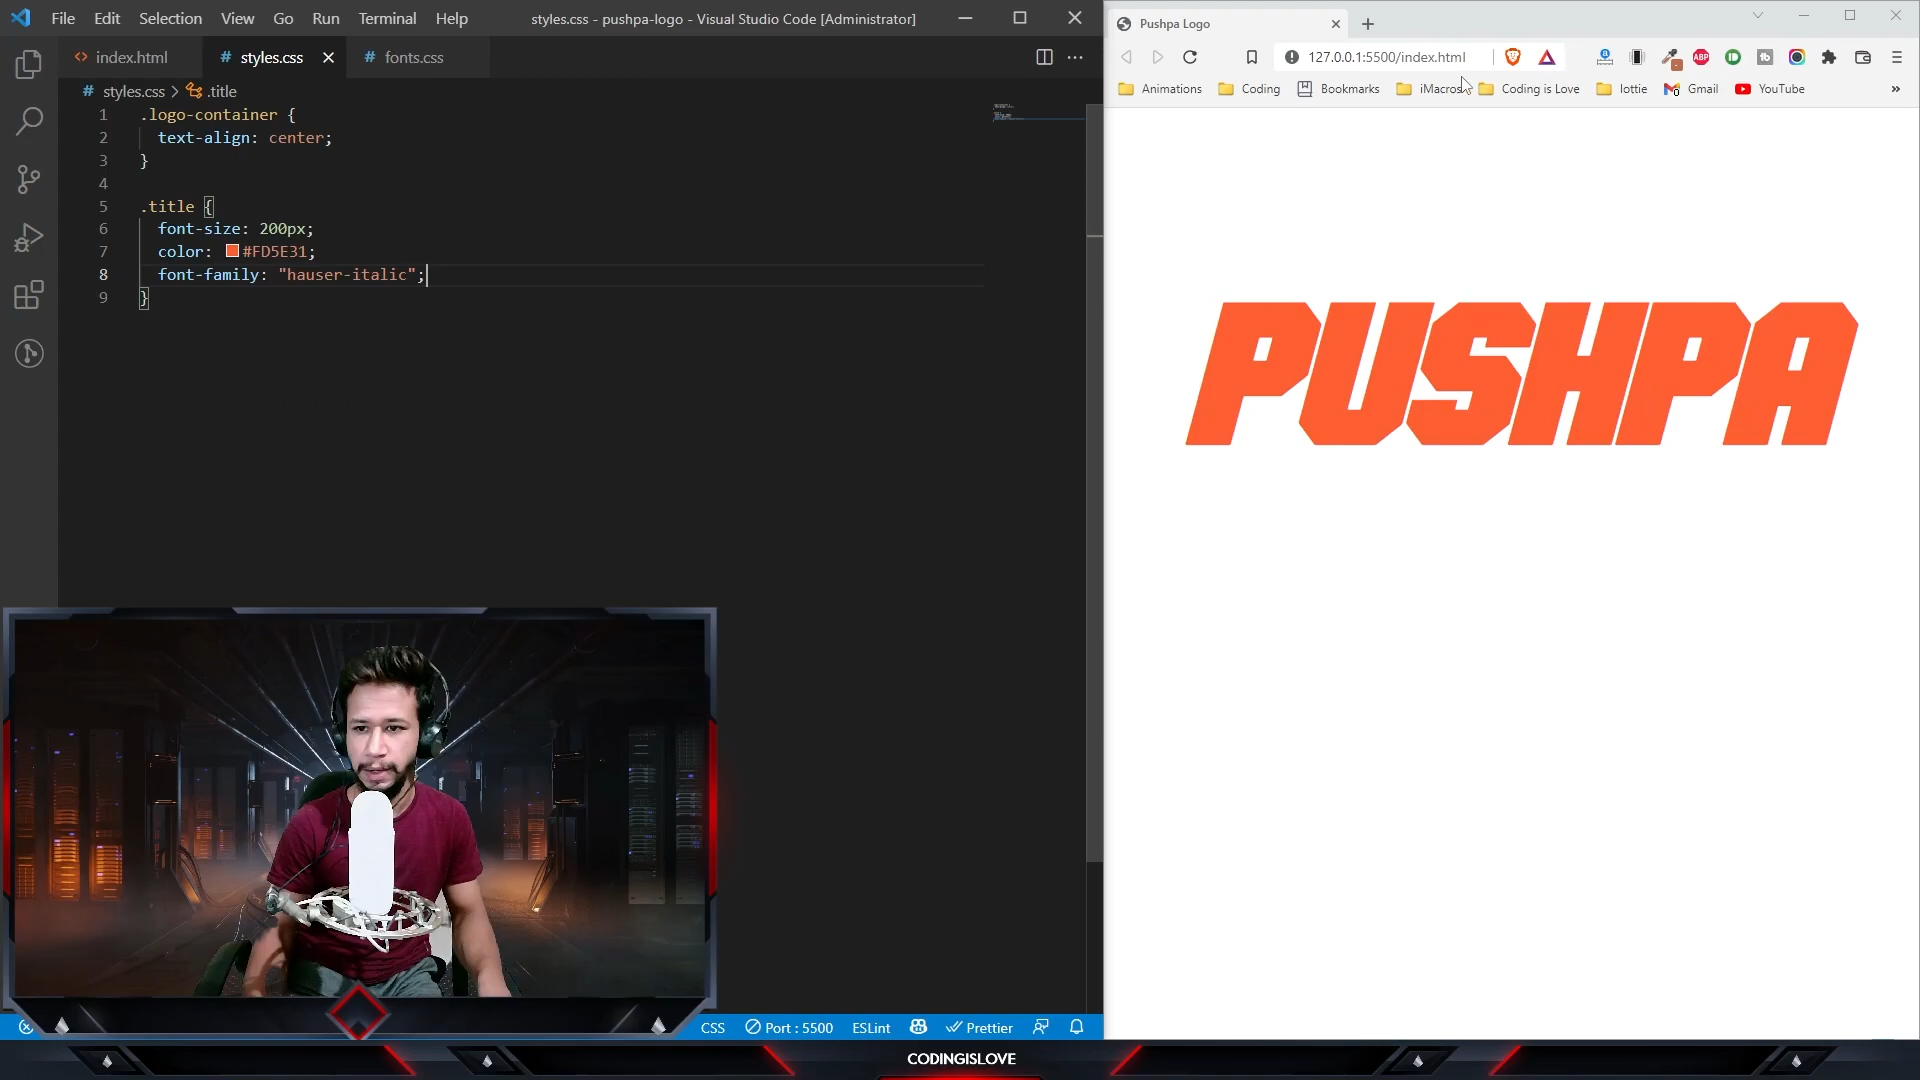 File Edit Selection View Go Run Terminal Help styles.css - pushpa-logo - Visual Studio Code [Administrator]
index.html styles.css fonts.css
styles.css > .title
1 .logo-container {
2 text-align: center;
3 }
4
5 .title {
6 font-size: 200px;
7 color: #FD5E31;
8 font-family: "hauser-italic";
9 }
CSS Port : 5500 ESLint Prettier
Pushpa Logo
127.0.0.1:5500/index.html
ABP
Animations Coding Bookmarks iMacros Coding is Love lottie Gmail YouTube »
PUSHPA
CODINGISLOVE